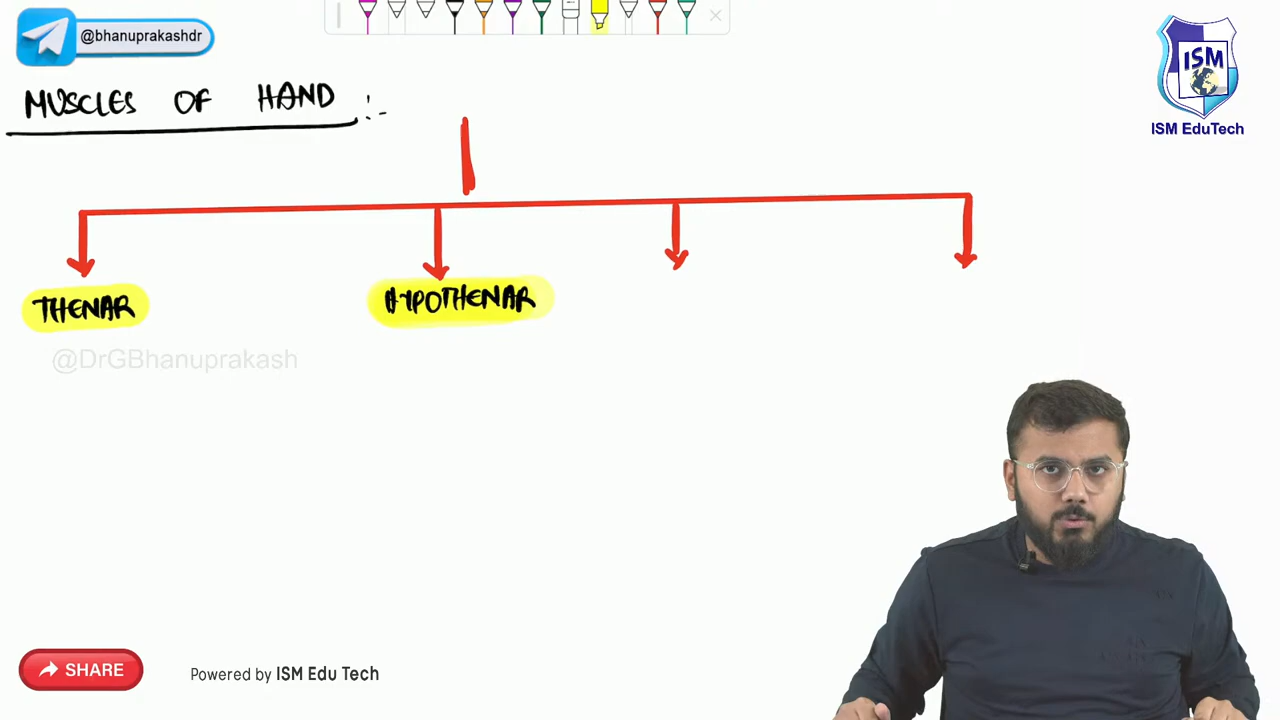 @bhanuprakashdr
ISM
ISM EduTech
MUSCLES OF HAND :-
THENAR
HYPOTHENAR
@DrGBhanuprakash
SHARE
Powered by ISM Edu Tech